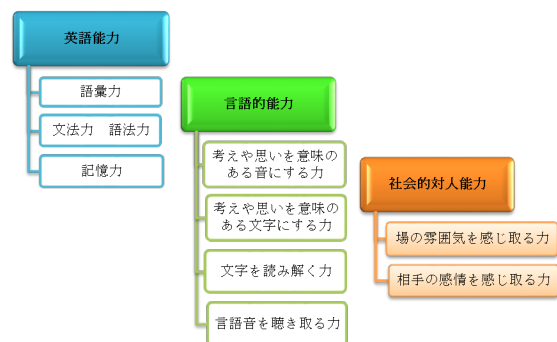 英語能力
語彙力
文法力　語法力
記憶力
言語的能力
考えや思いを意味の
ある音にする力
考えや思いを意味の
ある文字にする力
文字を読み解く力
言語音を聴き取る力
社会的対人能力
場の雰囲気を感じ取る力
相手の感情を感じ取る力